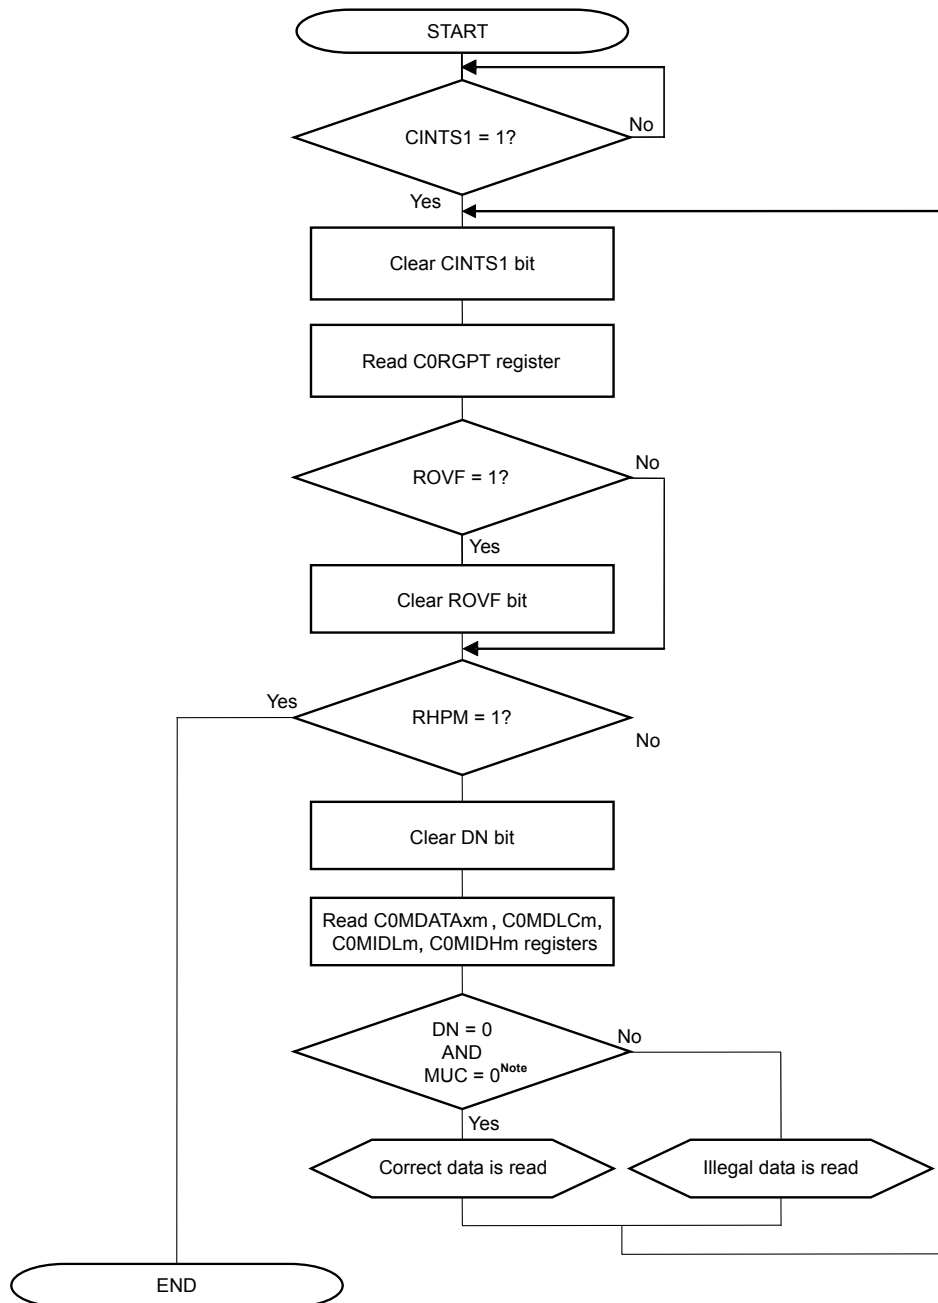 START
CINTS1 = 1?
No
Yes
Clear CINTS1 bit
Read C0RGPT register
ROVF = 1?
No
Yes
Clear ROVF bit
Yes
RHPM = 1?
No
Clear DN bit
Read C0MDATAxm , C0MDLCm,
C0MIDLm, C0MIDHm registers
DN = 0
AND
MUC = 0Note
No
Yes
Correct data is read
Illegal data is read
END